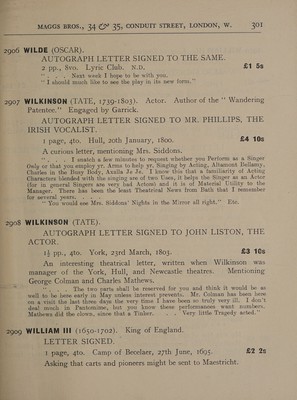 MAGGS BROS., 34 & 35, CONDUIT STREET, LONDON, W. 301
2906 WILDE (OSCAR).
AUTOGRAPH LETTER SIGNED TO THE SAME.
2 pp., 8vo. Lyric Club. N.D. £1 5s
". . . Next week I hope to be with you.
"I should much like to see the play in its new form."
2907 WILKINSON (TATE, 1739-1803). Actor. Author of the "Wandering
Patentee." Engaged by Garrick.
AUTOGRAPH LETTER SIGNED TO MR. PHILLIPS, THE
IRISH VOCALIST.
1 page, 4to. Hull, 20th January, 1800. £4 10s
A curious letter, mentioning Mrs. Siddons.
". . . I snatch a few minutes to request whether you Perform as a Singer
Only or that you employ yr. Arms to help yr. Singing by Acting, Altamont Bellamy,
Charles in the Busy Body, Axalla &c &c. I know this that a familiarity of Acting
Characters blended with the singing are of two Uses, it helps the Singer as an Actor
(for in general Singers are very bad Actors) and it is of Material Utility to the
Manager. There has been the least Theatrical News from Bath that I remember
for several years. . . .
"You would see Mrs. Siddons' Nights in the Mirror all right." Etc.
2908 WILKINSON (TATE).
AUTOGRAPH LETTER SIGNED TO JOHN LISTON, THE
ACTOR.
1½ pp., 4to. York, 23rd March, 1803. £3 10s
An interesting theatrical letter, written when Wilkinson was
manager of the York, Hull, and Newcastle theatres. Mentioning
George Colman and Charles Mathews.
". . . The two parts shall be reserved for you and think it would be as
well to be here early in May unless interest presents. Mr. Colman has been here
on a visit the last three days the very time I have been so truly very ill. I don't
deal much in Pantomime, but you know these performances want numbers.
Mathews did the clown, since that a Tinker. . . . Very little Tragedy acted."
2909 WILLIAM III (1650-1702). King of England.
LETTER SIGNED.
1 page, 4to. Camp of Becelaer, 27th June, 1695. £2 2s
Asking that carts and pioneers might be sent to Maestricht.